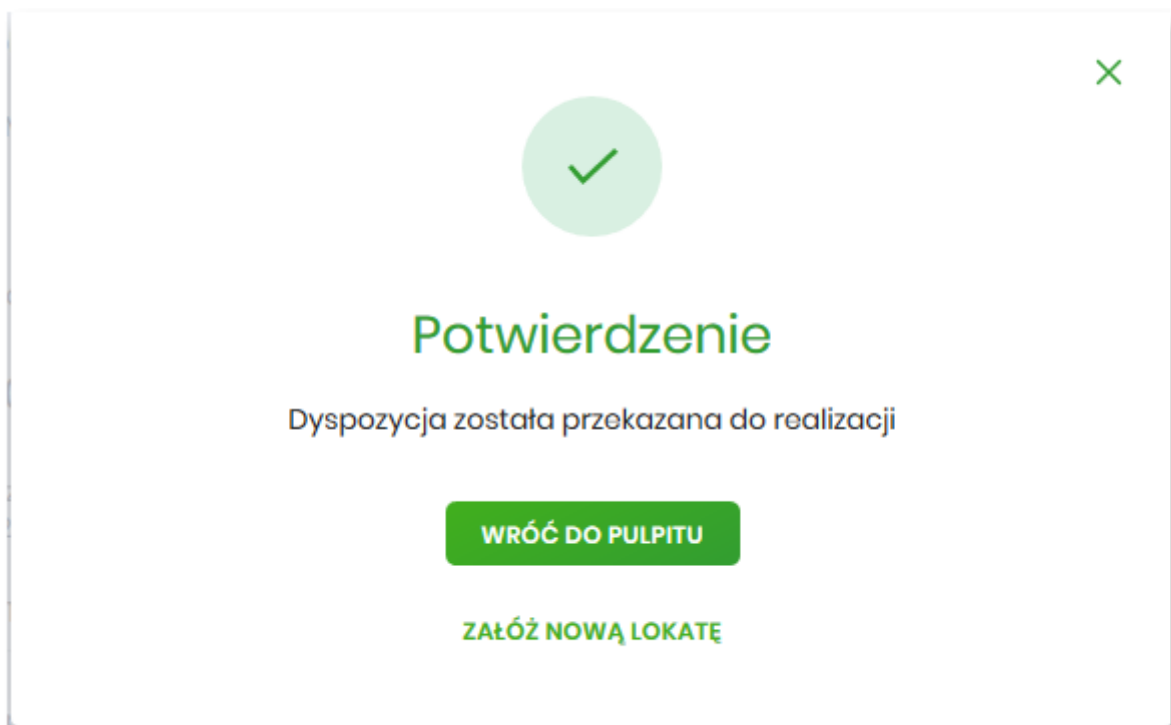 Potwierdzenie
Dyspozycja została przekazana do realizacji
WRÓĆ DO PULPITU
ZAŁÓŻ NOWĄ LOKATĘ